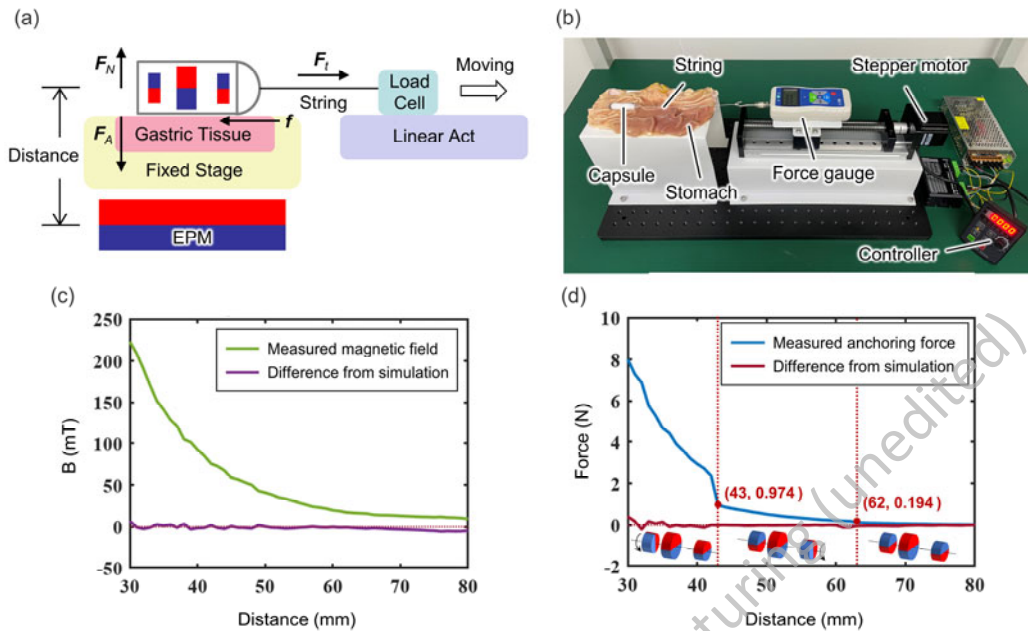 (a)
F_N
F_t
Load
Cell
Moving
String
F_A
f
Gastric Tissue
Linear Act
Distance
Fixed Stage
EPM
(b)
String
Stepper motor
Capsule
Stomach
Force gauge
Controller
(c)
250
200
150
100
50
0
-50
B (mT)
Measured magnetic field
Difference from simulation
30 40 50 60 70 80
Distance (mm)
(d)
10
8
6
4
2
0
-2
Force (N)
Measured anchoring force
Difference from simulation
(43, 0.974 )
(62, 0.194 )
30 40 50 60 70 80
Distance (mm)
turing (unedited)